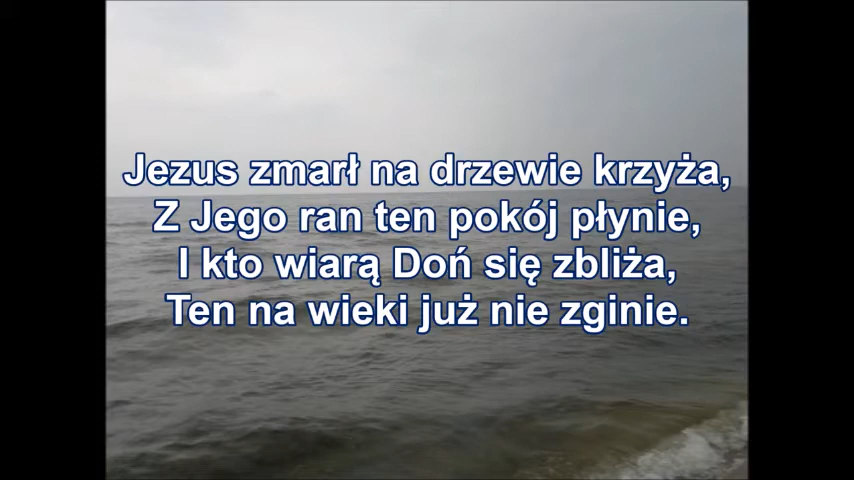 Jezus zmarł na drzewie krzyża,
Z Jego ran ten pokój płynie,
I kto wiarą Doń się zbliża,
Ten na wieki już nie zginie.